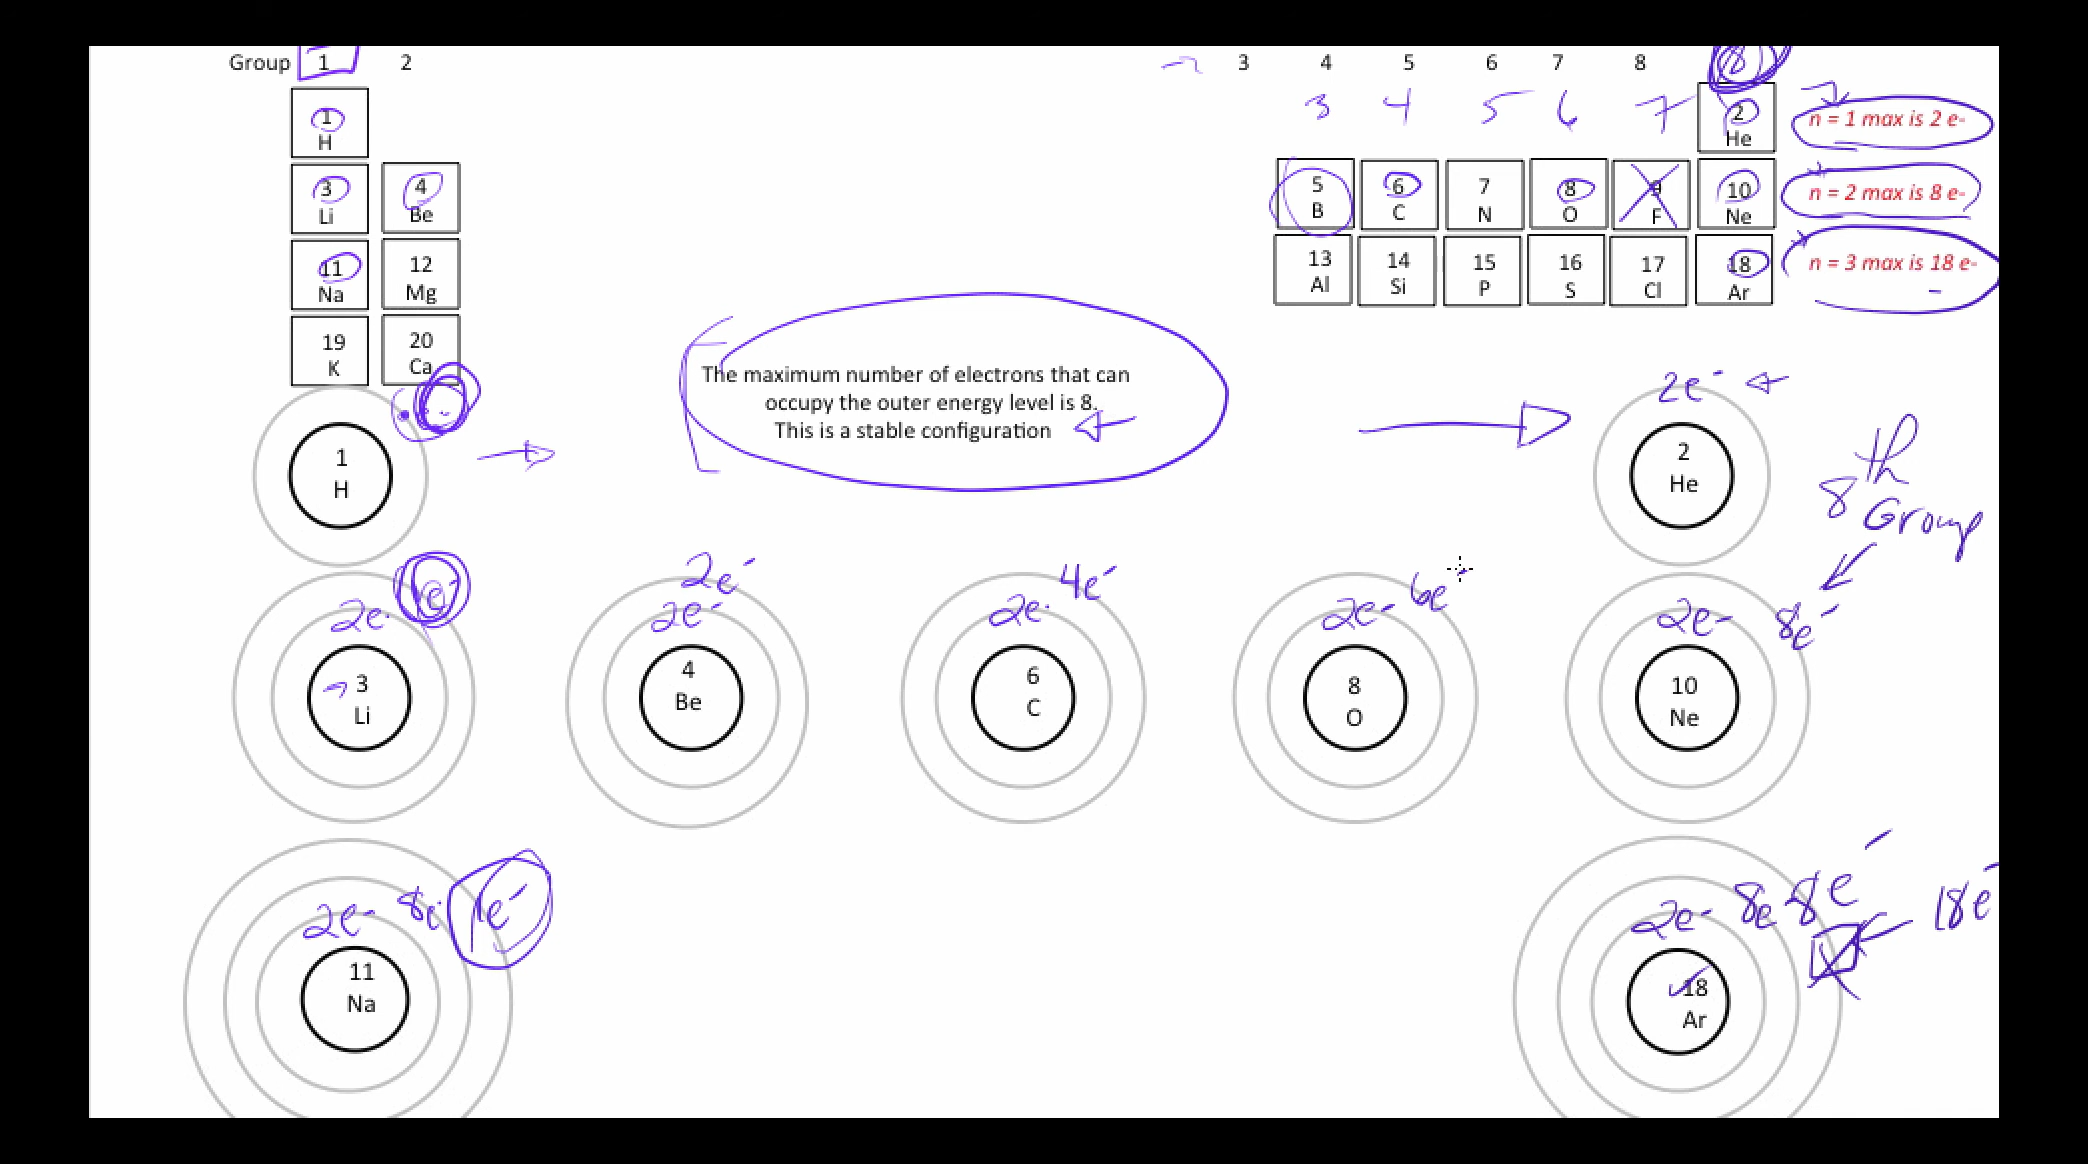 Group 1 2 3 4 5 6 7 8 8
3 4 5 6 7
1 H
2 He
n = 1 max is 2 e-
3 Li
4 Be
5 B
6 C
7 N
8 O
9 F
10 Ne
n = 2 max is 8 e-
11 Na
12 Mg
13 Al
14 Si
15 P
16 S
17 Cl
18 Ar
n = 3 max is 18 e-
19 K
20 Ca
The maximum number of electrons that can
occupy the outer energy level is 8.
This is a stable configuration
1
H
2e-
2
He
8th
Group
2e- e-
3
Li
2e-
2e-
4
Be
2e- 4e-
6
C
2e- 6e-
8
O
2e- 8e-
10
Ne
2e- 8e- 1e-
11
Na
2e- 8e 8e- 18e-
18
Ar